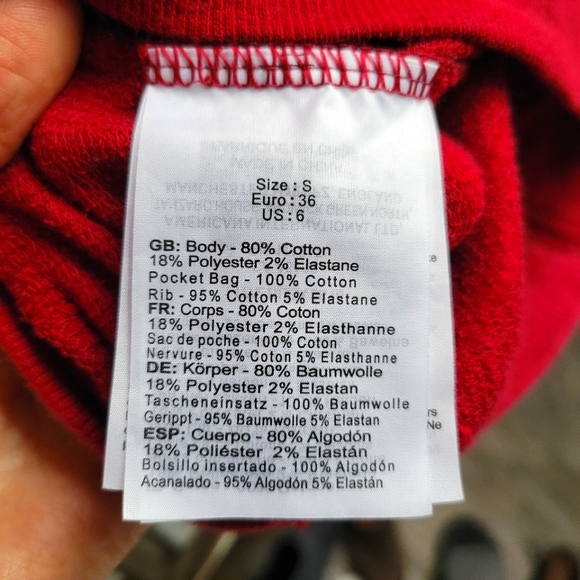 Size : S
Euro : 36
US : 6
GB: Body - 80% Cotton
18% Polyester 2% Elastane
Pocket Bag - 100% Cotton
Rib - 95% Cotton 5% Elastane
FR: Corps - 80% Coton
18% Polyester 2% Elasthanne
Sac de poche - 100% Coton
Nervure - 95% Coton 5% Elasthanne
DE: Körper - 80% Baumwolle
18% Polyester 2% Elastan
Tascheneinsatz - 100% Baumwolle
Gerippt - 95% Baumwolle 5% Elastan
ESP: Cuerpo - 80% Algodón
18% Poliéster 2% Elastán
Bolsillo insertado - 100% Algodón
Acanalado - 95% Algodón 5% Elastán